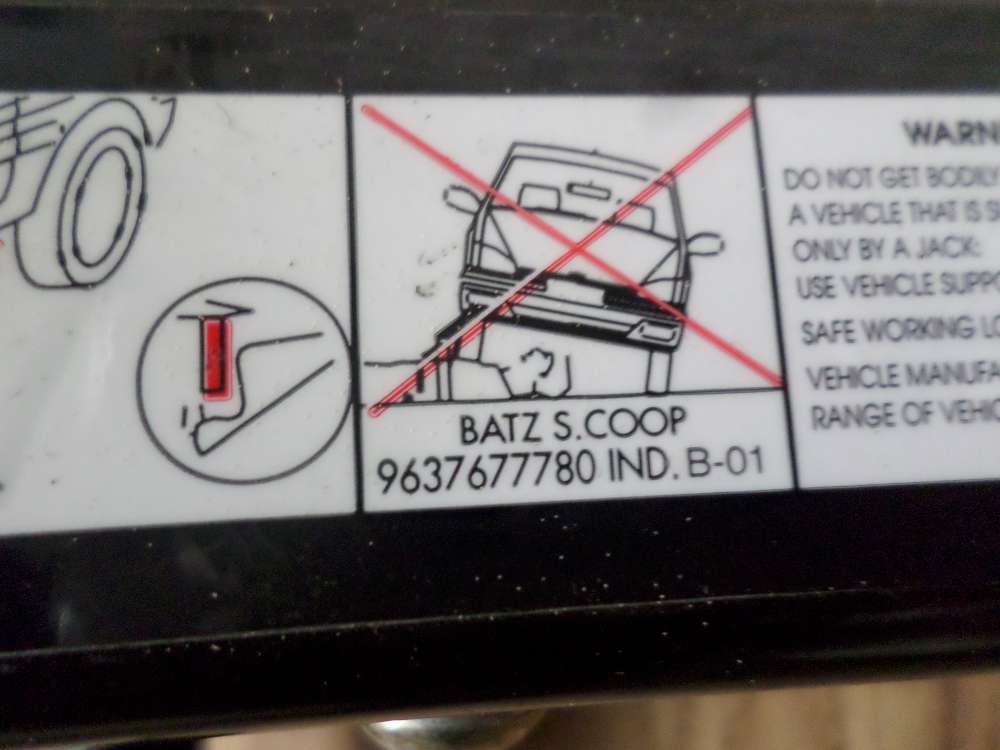 BATZ S.COOP
9637677780 IND. B-01
WARN
DO NOT GET BODILY
A VEHICLE THAT IS S
ONLY BY A JACK:
USE VEHICLE SUPPO
SAFE WORKING LO
VEHICLE MANUFA
RANGE OF VEHIC